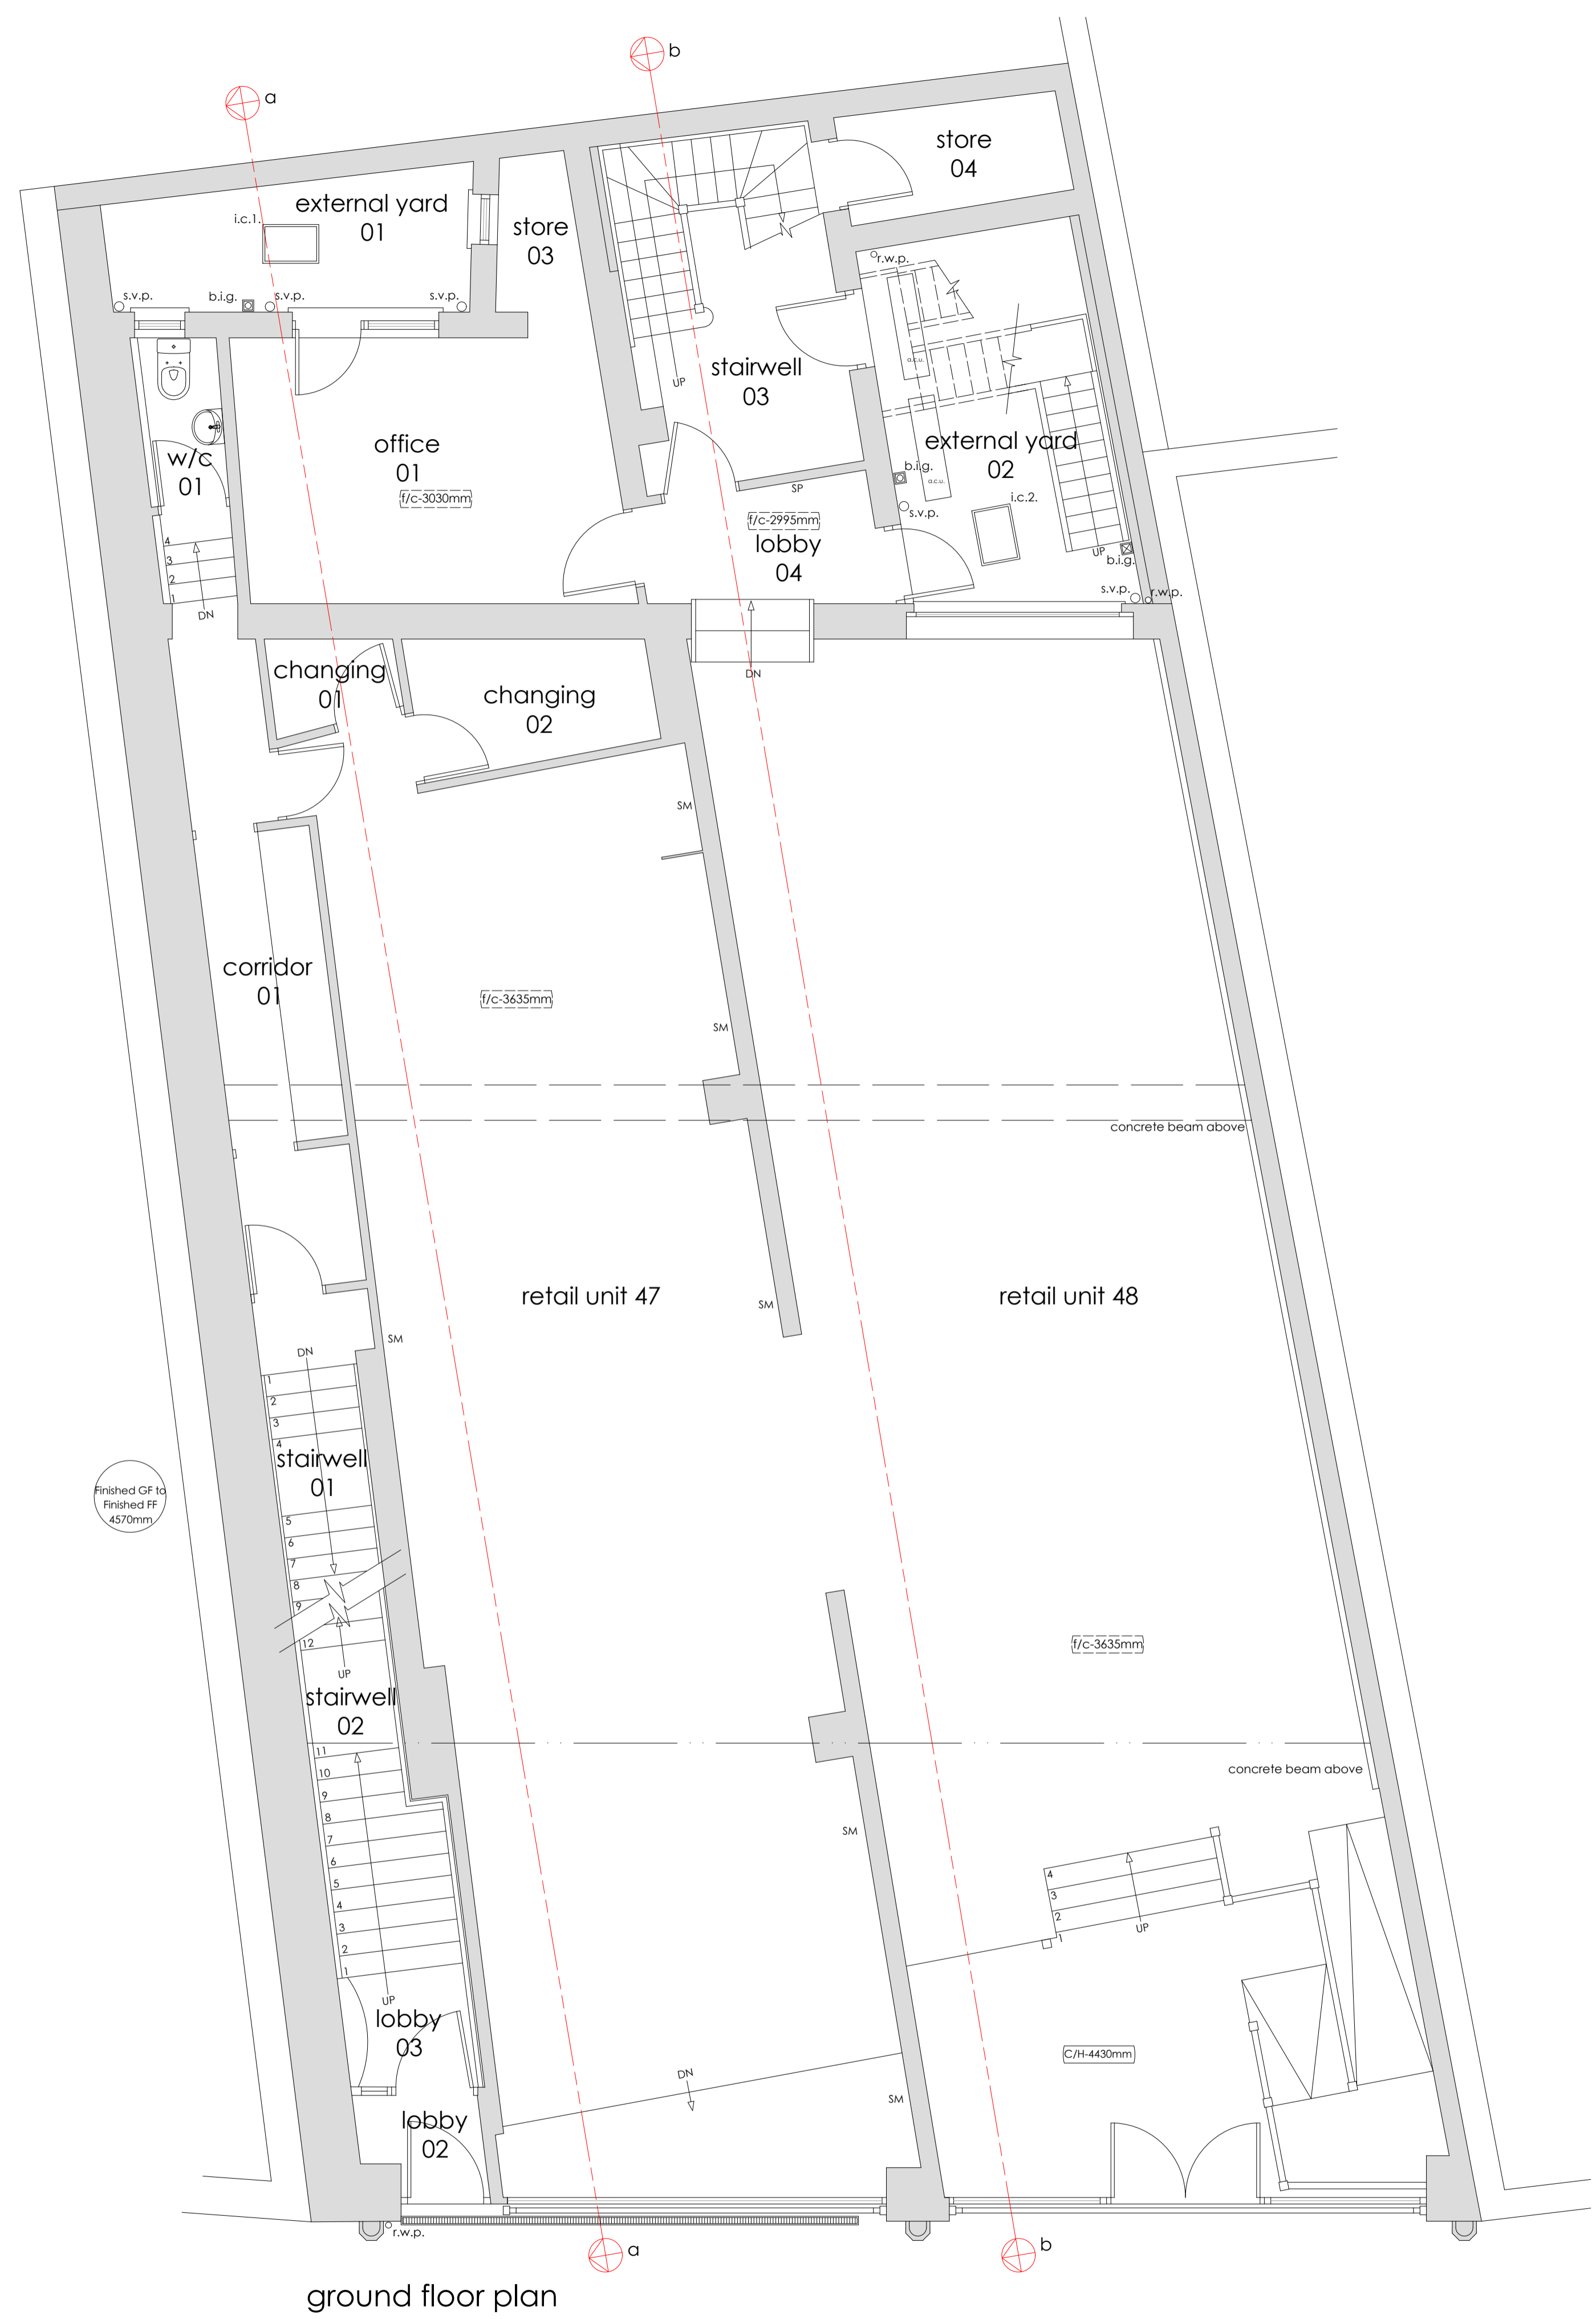 b
a
store
04
external yard
01
i.c.1.
store
03
r.w.p.
s.v.p.
b.i.g.
s.v.p.
s.v.p.
a.c.u.
stairwell
03
UP
office
01
external yard
02
w/c
01
b.i.g.
a.c.u.
f/c-3030mm
SP
i.c.2.
s.v.p.
f/c-2995mm
lobby
04
4
3
2
1
DN
UP
b.i.g.
s.v.p.
r.w.p.
changing
01
DN
changing
02
SM
corridor
01
f/c-3635mm
SM
concrete beam above
retail unit 47
retail unit 48
SM
SM
DN
1
2
3
4
stairwell
01
Finished GF to
Finished FF
4570mm
5
6
7
8
9
12
f/c-3635mm
UP
stairwell
02
11
10
9
8
7
6
5
4
3
2
1
concrete beam above
SM
4
3
2
1
UP
UP
lobby
03
C/H-4430mm
DN
SM
lobby
02
r.w.p.
a
b
ground floor plan